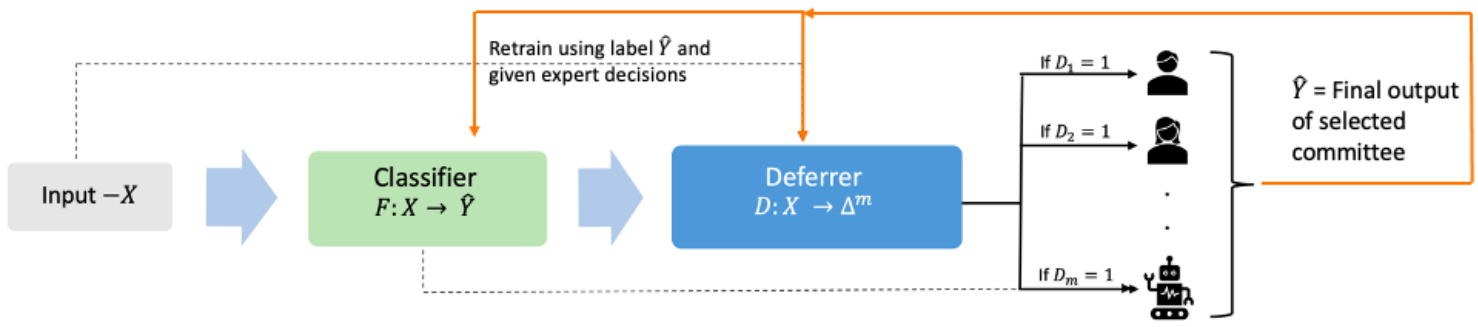 Retrain using label Ŷ and
given expert decisions
Input −X
Classifier
F: X → Ŷ
Deferrer
D: X → Δᵐ
If D₁ = 1
If D₂ = 1
.
.
If Dₘ = 1
Ŷ = Final output
of selected
committee